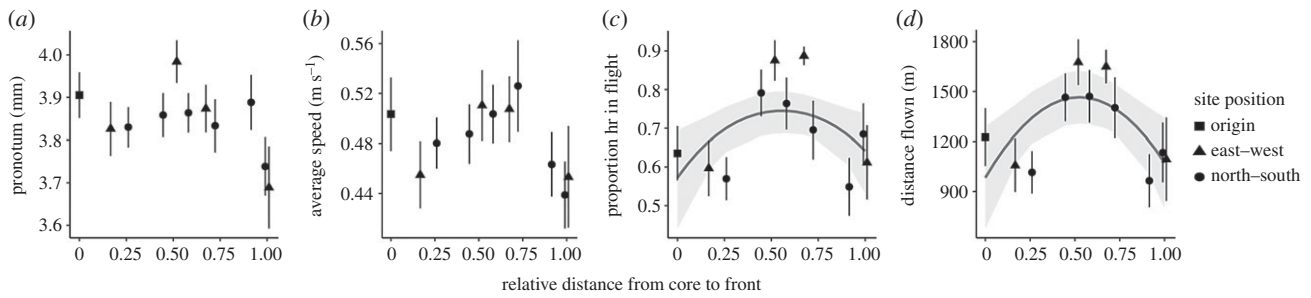 (a)
(b)
(c)
(d)
pronotum (mm)
4.0
3.9
3.8
3.7
3.6
0 0.25 0.50 0.75 1.00
average speed (m s–1)
0.56
0.52
0.48
0.44
0 0.25 0.50 0.75 1.00
proportion hr in flight
0.9
0.8
0.7
0.6
0.5
0 0.25 0.50 0.75 1.00
distance flown (m)
1800
1500
1200
900
0 0.25 0.50 0.75 1.00
relative distance from core to front
site position
origin
east–west
north–south